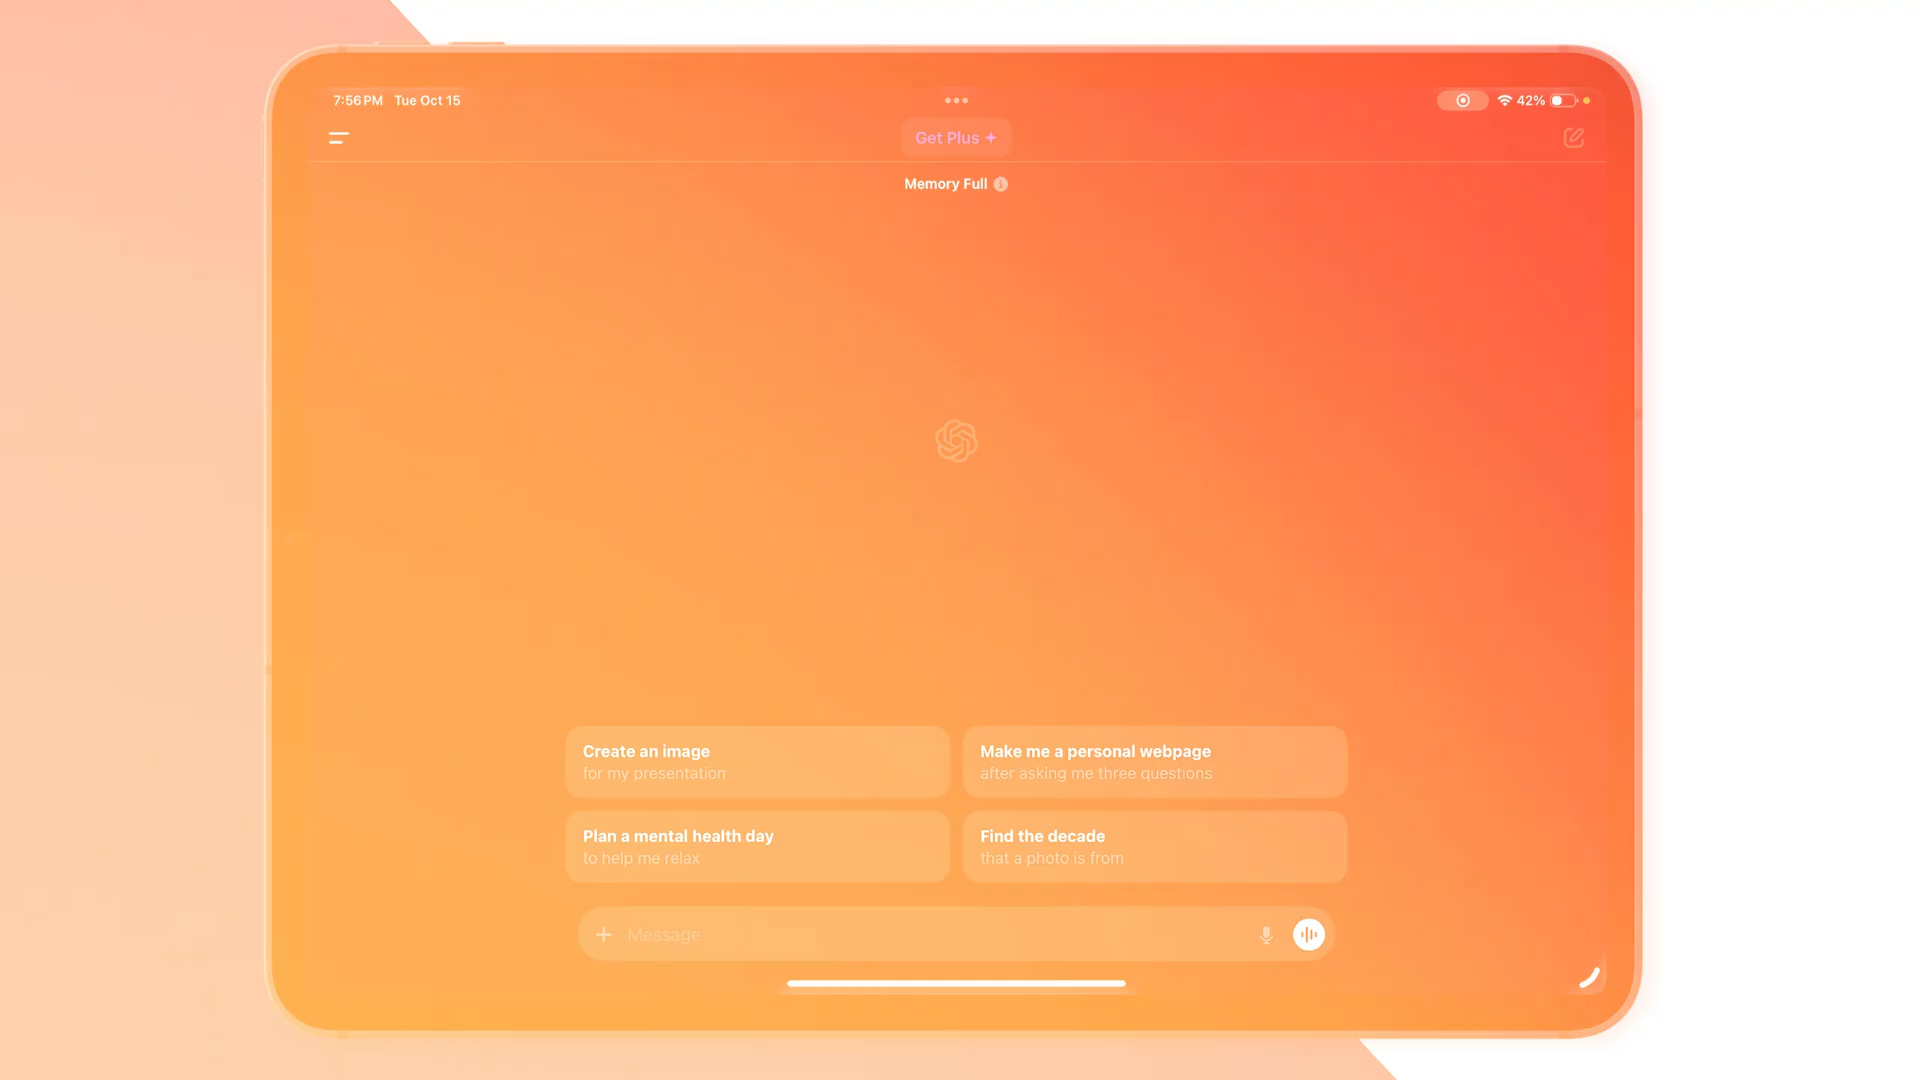 7:56 PM Tue Oct 15
42%
Get Plus
Memory Full
Create an image
for my presentation
Make me a personal webpage
after asking me three questions
Plan a mental health day
to help me relax
Find the decade
that a photo is from
Message